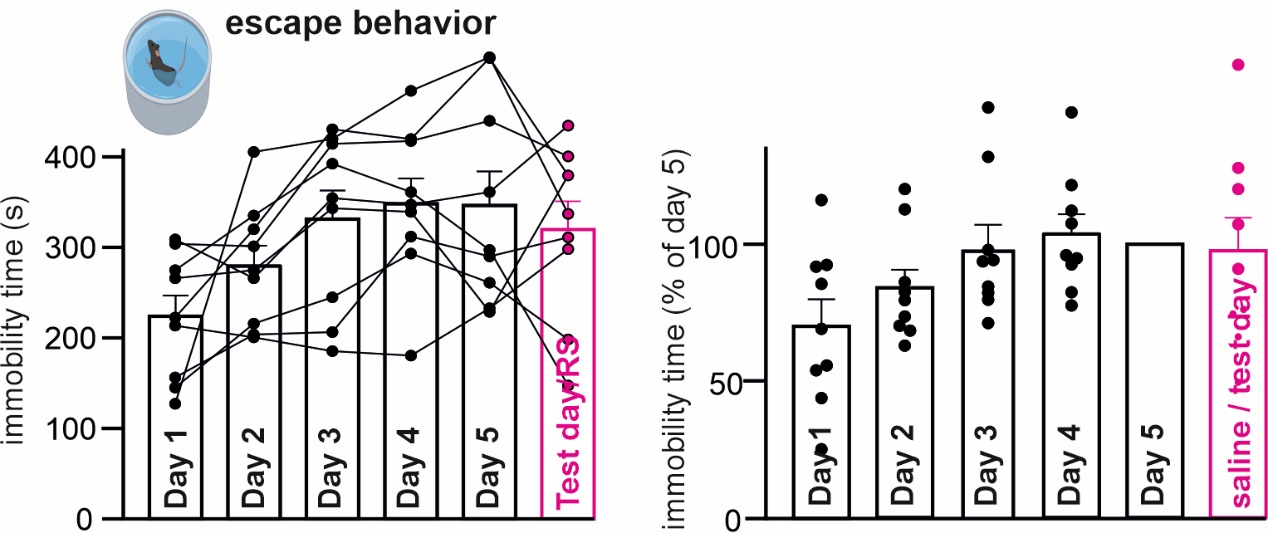 escape behavior
immobility time (s)
400
300
200
100
0
Day 1
Day 2
Day 3
Day 4
Day 5
Test day/RS
immobility time (% of day 5)
100
50
0
Day 1
Day 2
Day 3
Day 4
Day 5
saline / test day